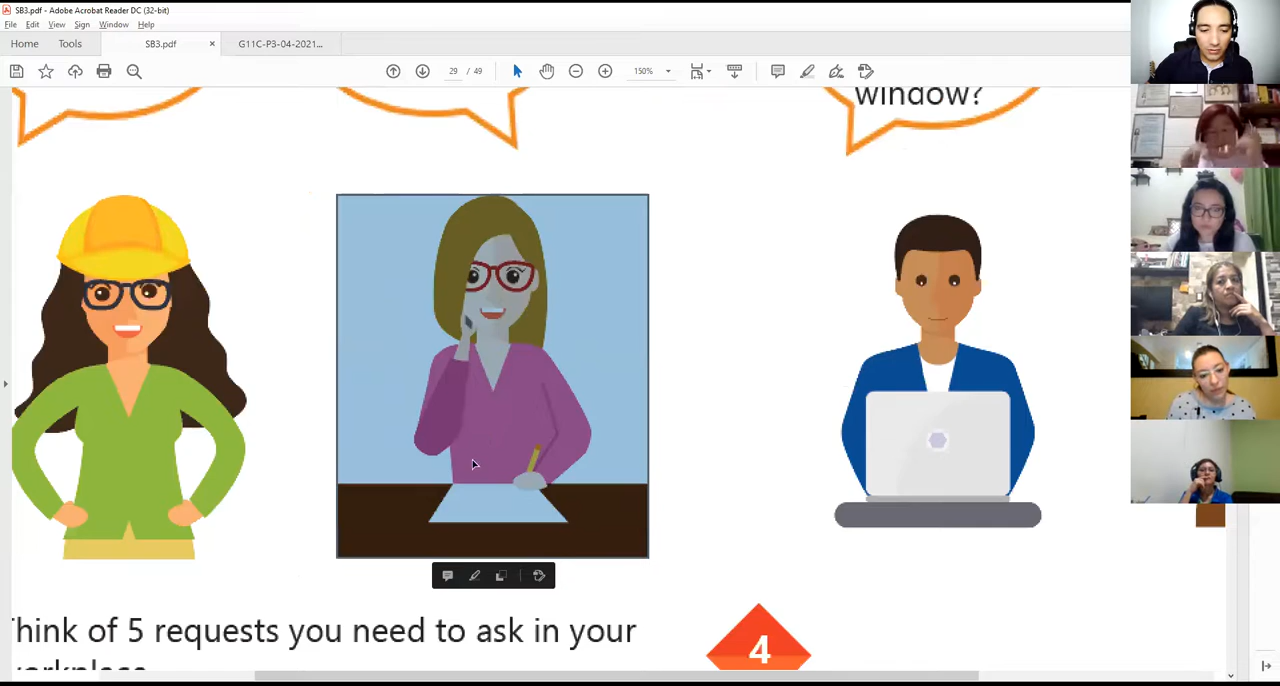 SB3.pdf - Adobe Acrobat Reader DC (32-bit)
File Edit View Sign Window Help
Home Tools SB3.pdf × G11C-P3-04-2021...
29 / 49 150%
window?
Think of 5 requests you need to ask in your
workplace
4